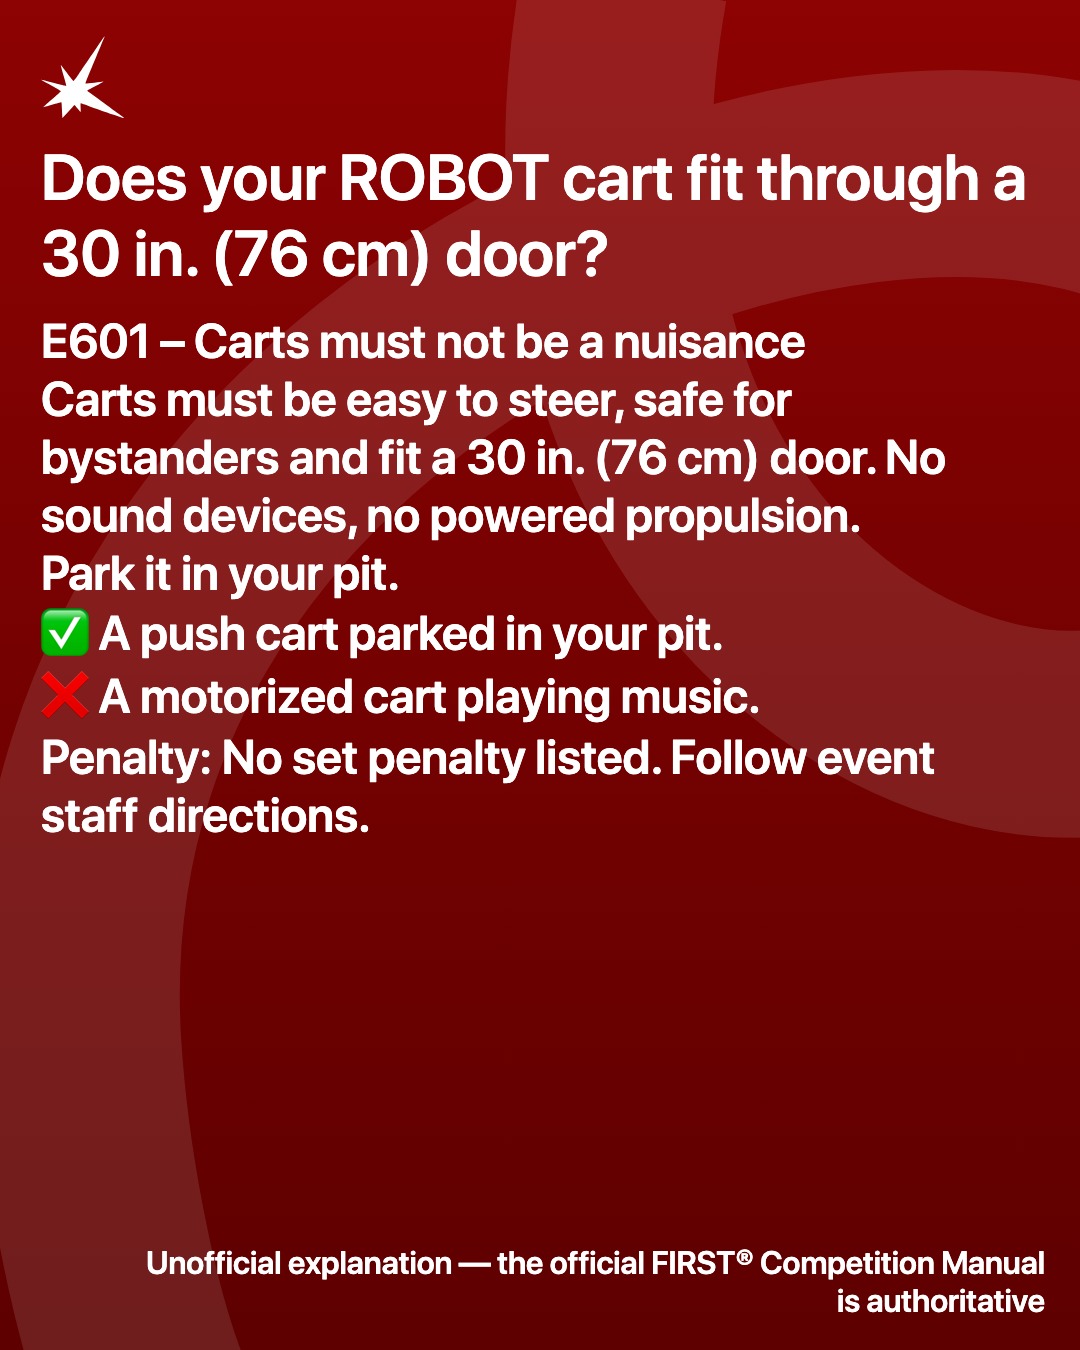 Does your ROBOT cart fit through a
30 in. (76 cm) door?
E601 – Carts must not be a nuisance
Carts must be easy to steer, safe for
bystanders and fit a 30 in. (76 cm) door. No
sound devices, no powered propulsion.
Park it in your pit.
✅ A push cart parked in your pit.
❌ A motorized cart playing music.
Penalty: No set penalty listed. Follow event
staff directions.
Unofficial explanation — the official FIRST® Competition Manual
is authoritative